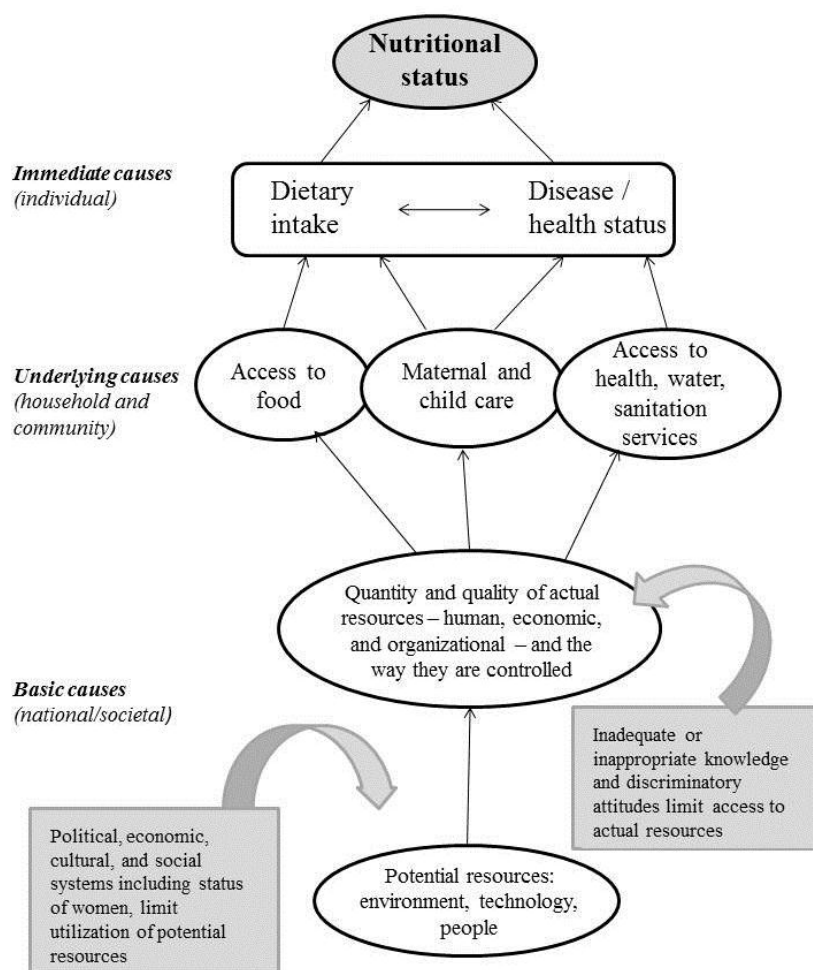 Nutritional
status
Immediate causes
(individual)
Dietary
intake
Disease /
health status
Underlying causes
(household and
community)
Access to
food
Maternal and
child care
Access to
health, water,
sanitation
services
Quantity and quality of actual
resources – human, economic,
and organizational – and the
way they are controlled
Basic causes
(national/societal)
Inadequate or
inappropriate knowledge
and discriminatory
attitudes limit access to
actual resources
Political, economic,
cultural, and social
systems including status
of women, limit
utilization of potential
resources
Potential resources:
environment, technology,
people